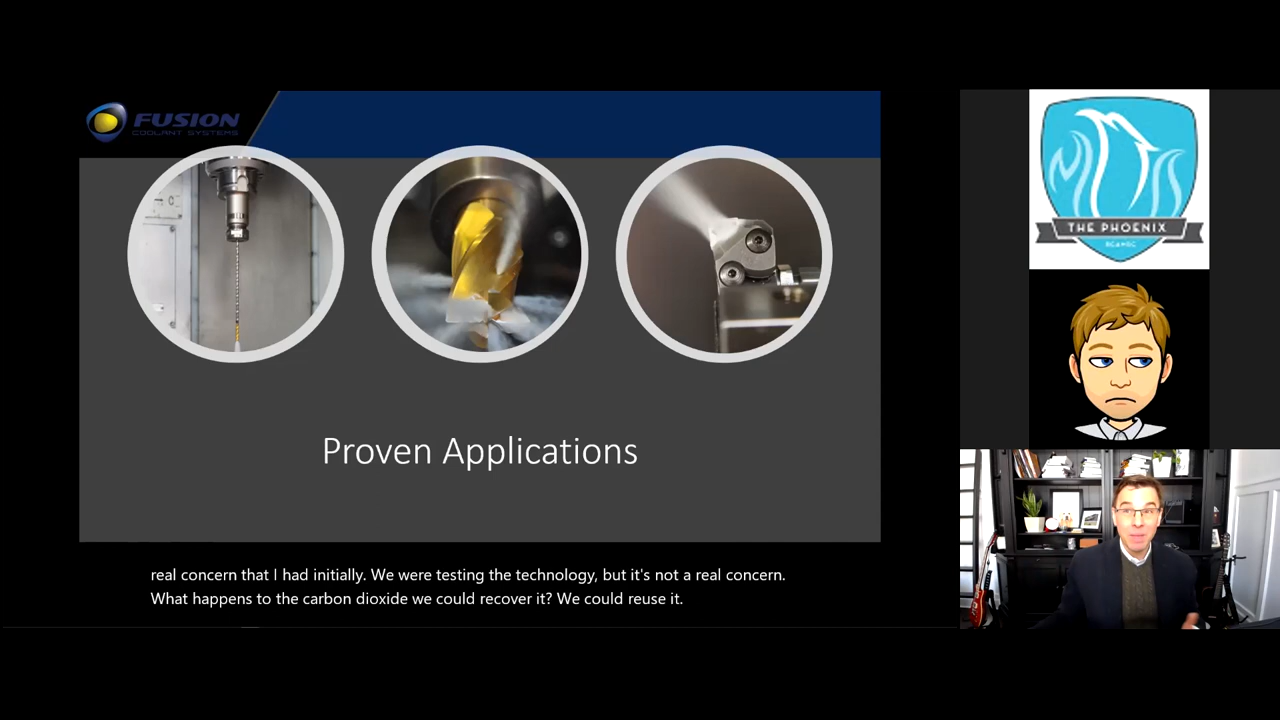 FUSION
COOLANT SYSTEMS
THE PHOENIX
Proven Applications
real concern that I had initially. We were testing the technology, but it's not a real concern.
What happens to the carbon dioxide we could recover it? We could reuse it.